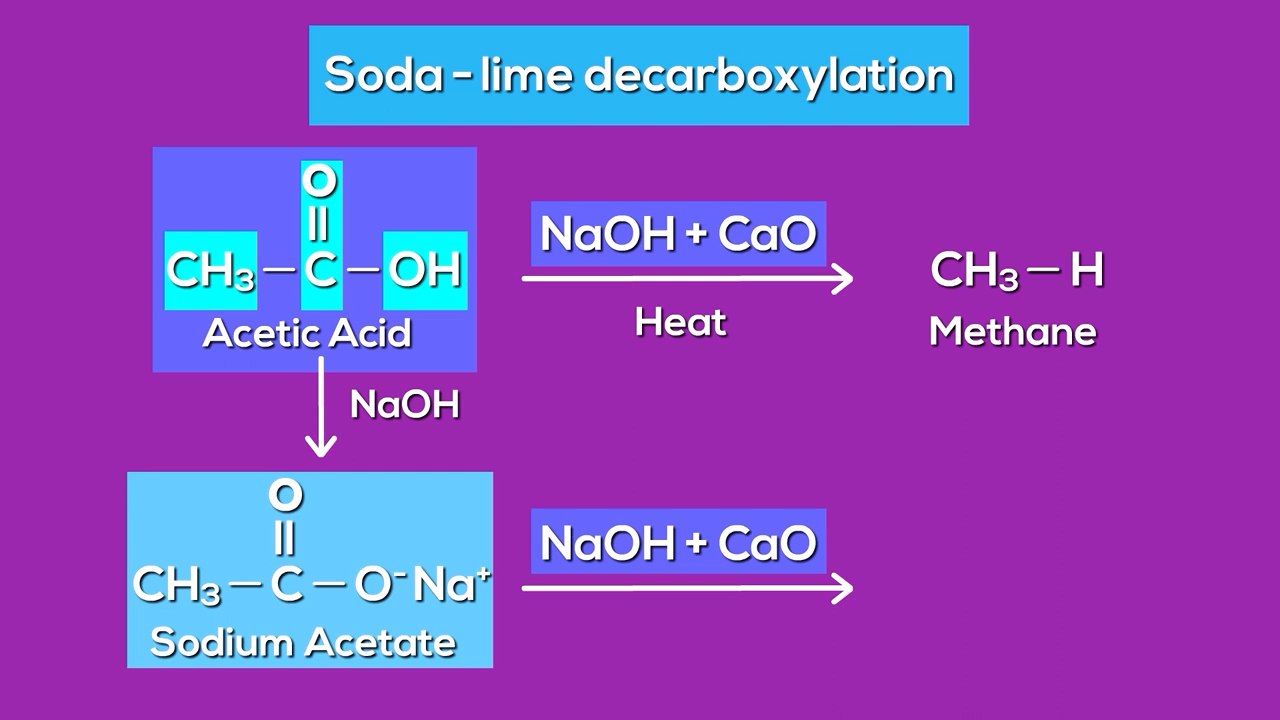 Soda - lime decarboxylation
O
||
CH₃ — C — OH
Acetic Acid
NaOH + CaO
Heat
CH₃ — H
Methane
NaOH
O
||
CH₃ — C — O⁻ Na⁺
Sodium Acetate
NaOH + CaO